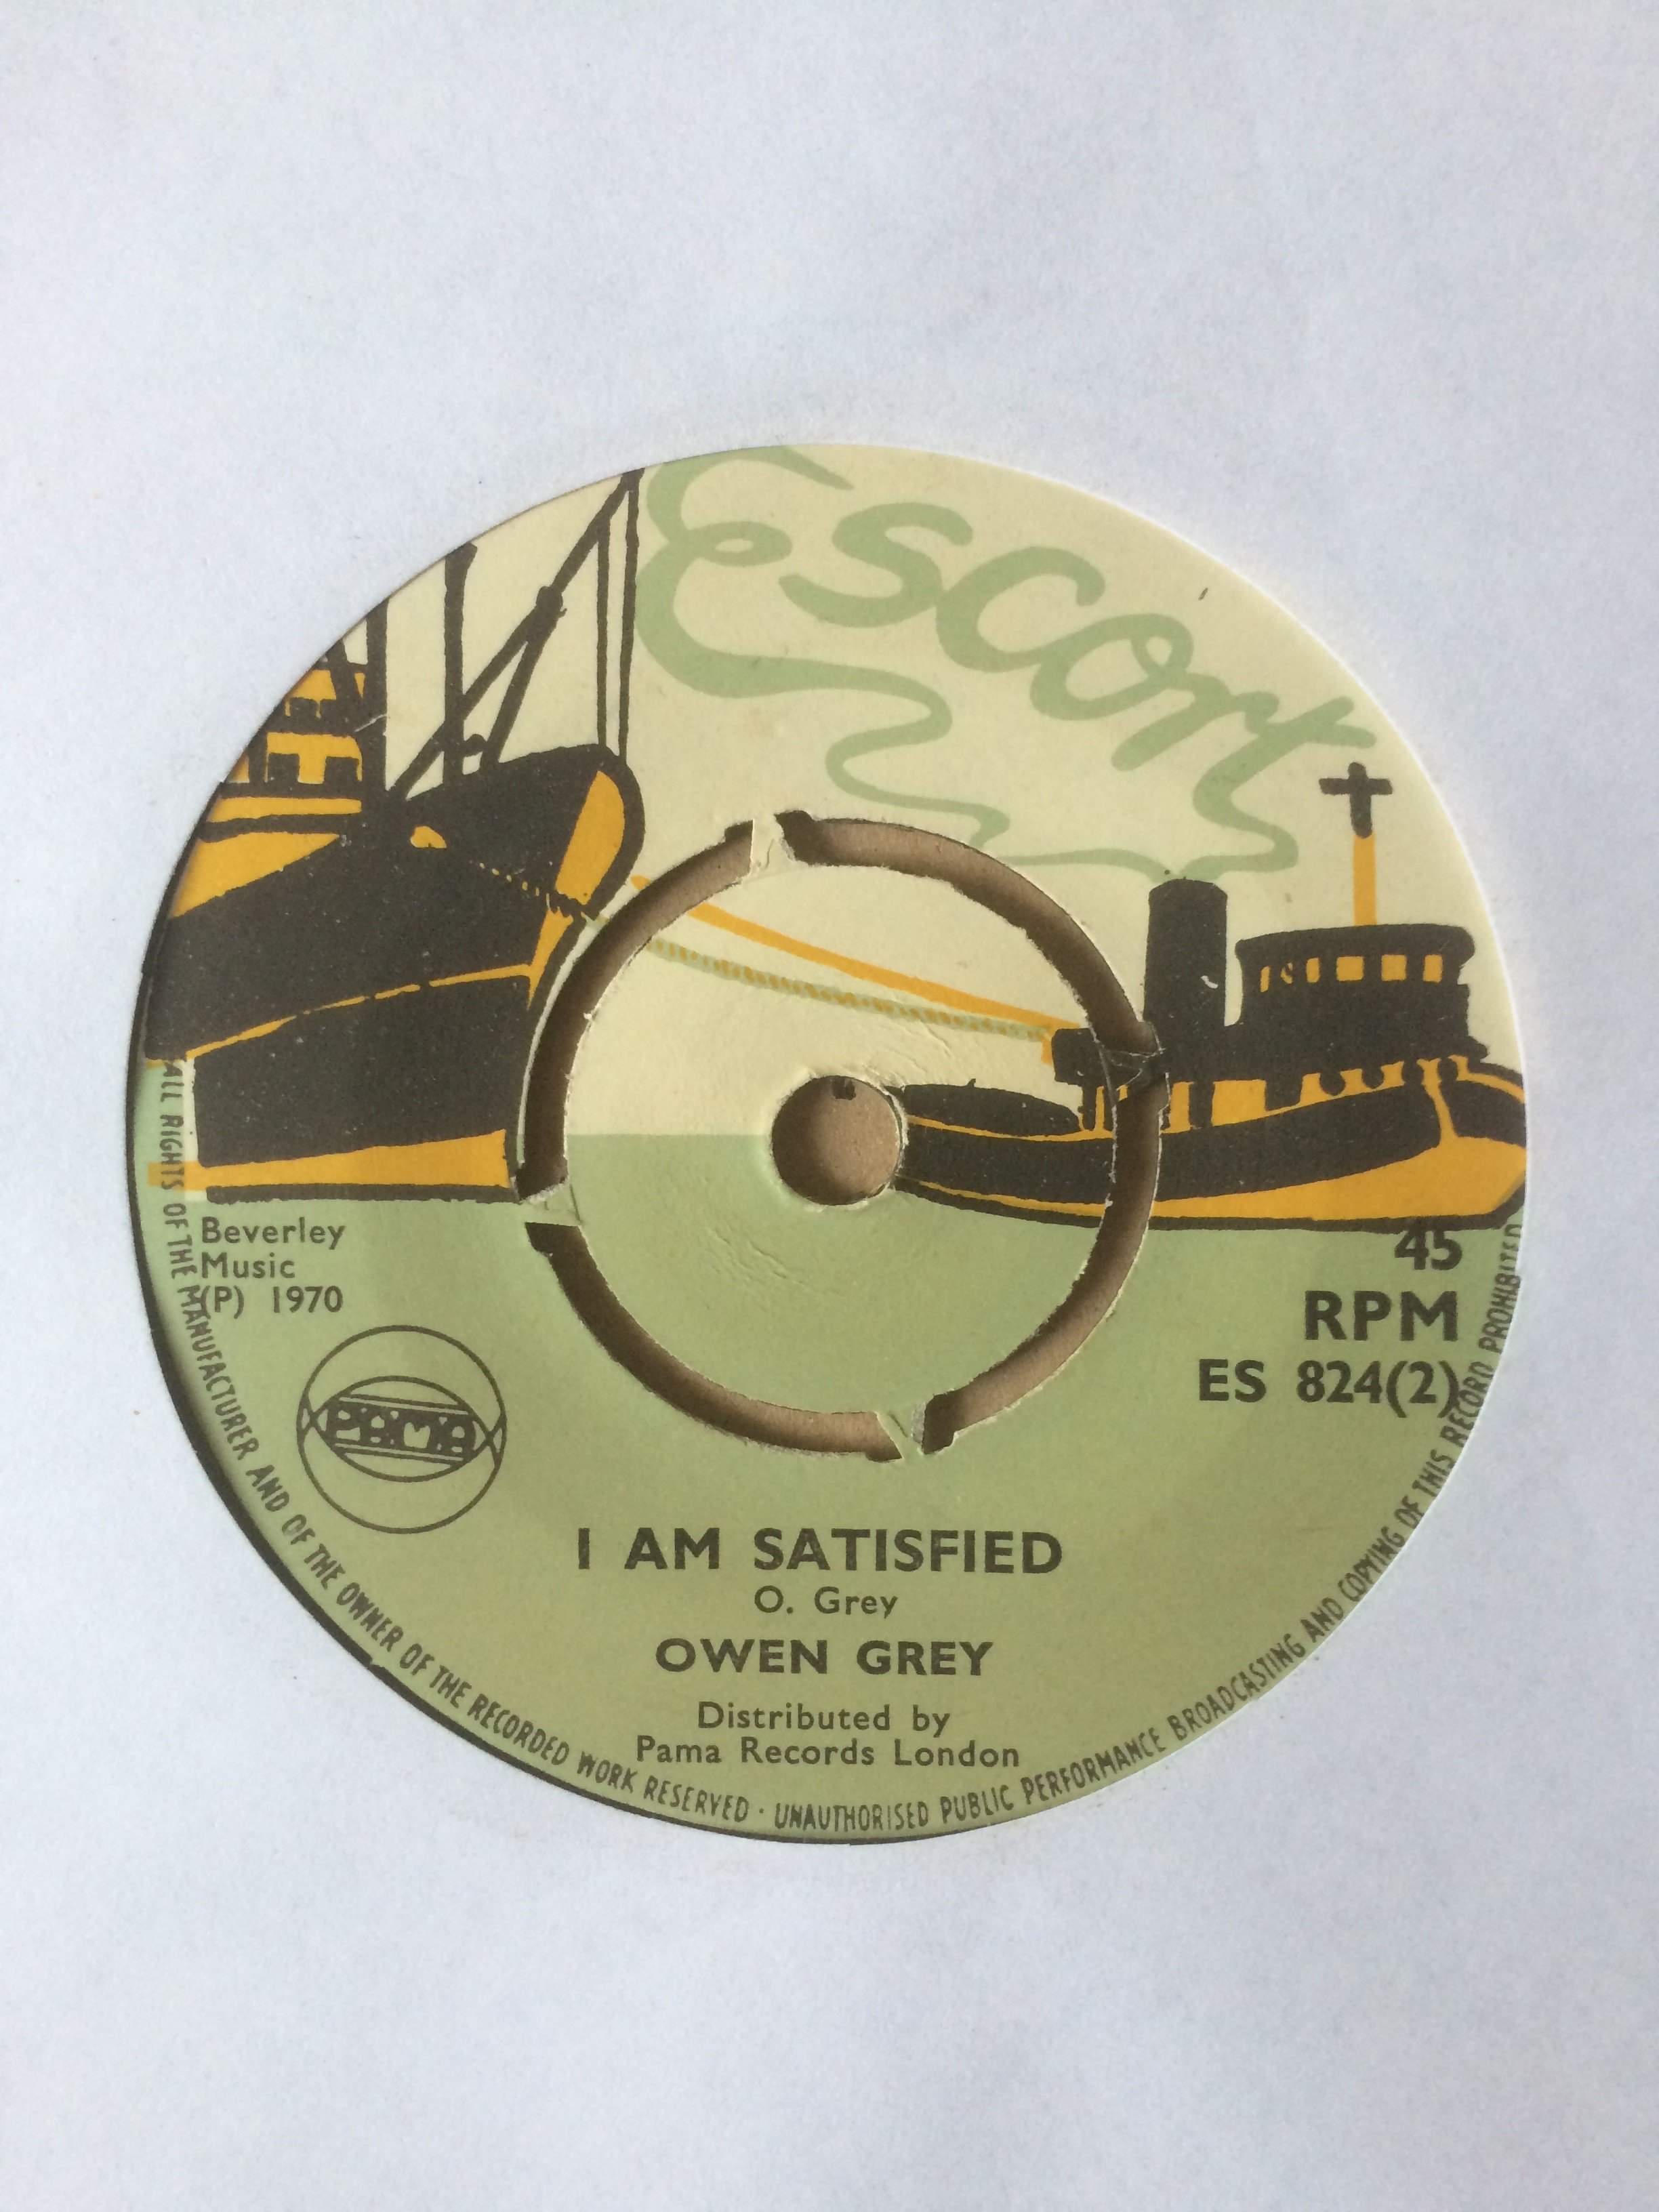 Escort
Beverley
Music
(P) 1970
45
RPM
ES 824(2)
PAMA
I AM SATISFIED
O. Grey
OWEN GREY
Distributed by
Pama Records London
ALL RIGHTS OF THE MANUFACTURER AND OF THE OWNER OF THE RECORDED WORK RESERVED · UNAUTHORISED PUBLIC PERFORMANCE BROADCASTING AND COPYING OF THIS RECORD PROHIBITED